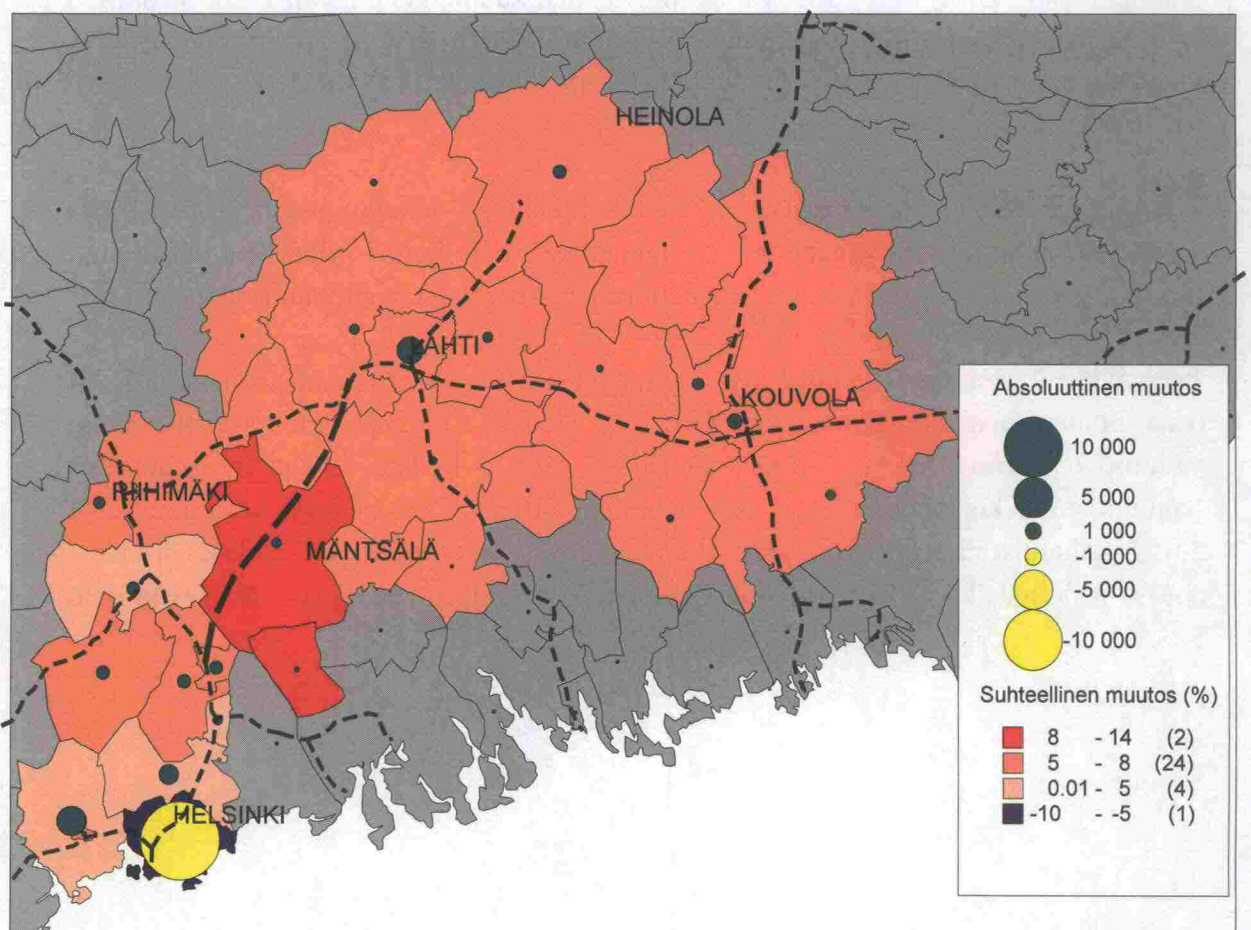 HEINOLA
LAHTI
KOUVOLA
RIIHIMÄKI
MÄNTSÄLÄ
HELSINKI
Absoluuttinen muutos
10 000
5 000
1 000
-1 000
-5 000
-10 000
Suhteellinen muutos (%)
8 - 14 (2)
5 - 8 (24)
0.01 - 5 (4)
-10 - -5 (1)